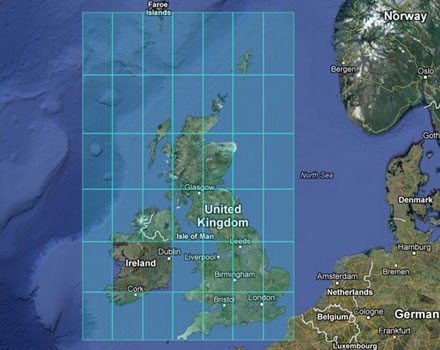 Faroe
Islands
Norway
Bergen
Oslo
Goth
North Sea
Glasgow
United
Kingdom
Isle of Man
Denmark
Leeds
Ireland
Dublin
Liverpool
Hamburg
Birmingham
Bremen
Amsterdam
Cork
Netherlands
Bristol
London
Belgium
Cologne
German
Frankfurt
Luxembourg